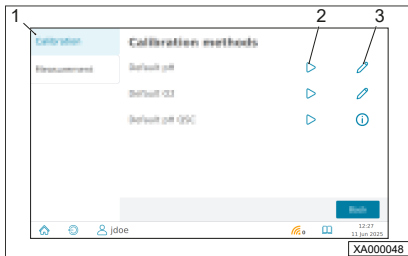 1 2 3
Calibration Calibration methods
Measurement Default pH
Default O2
Default pH QSC
Back
jdoe 0 12:27
11 Jun 2025
XA000048